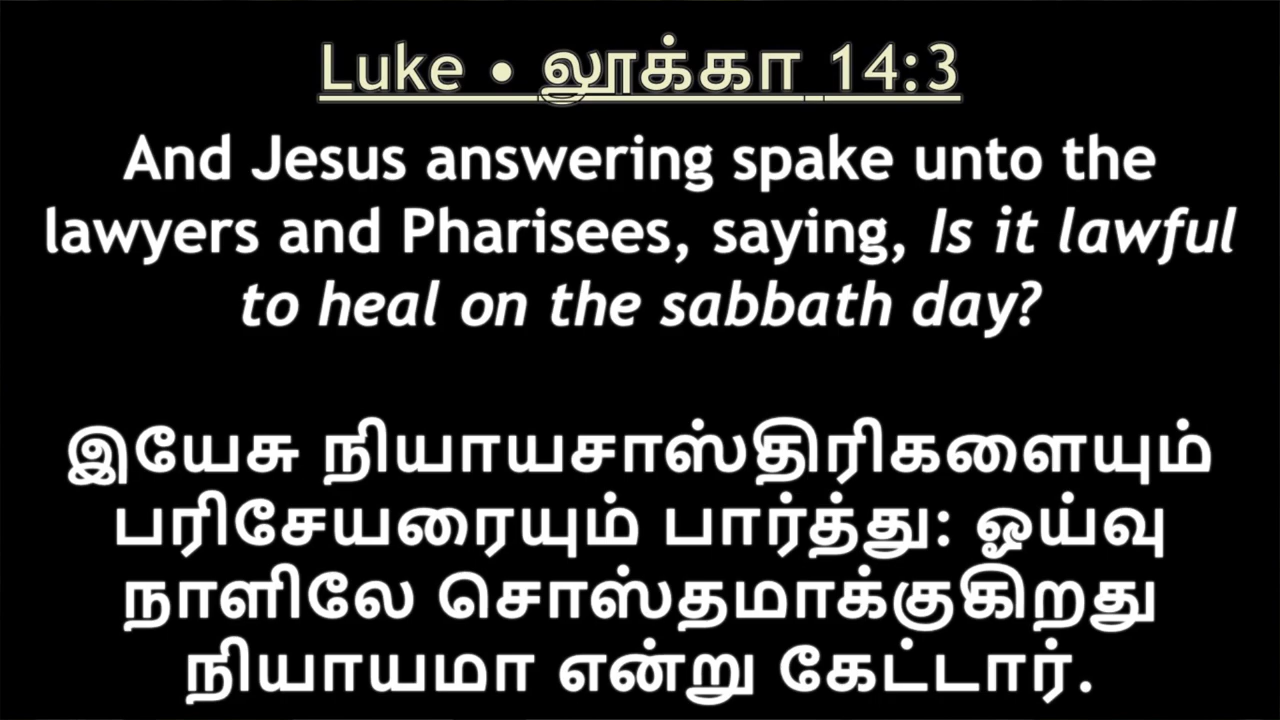 Luke • லூக்கா 14:3
And Jesus answering spake unto the
lawyers and Pharisees, saying, Is it lawful
to heal on the sabbath day?
இயேசு நியாயசாஸ்திரிகளையும்
பரிசேயரையும் பார்த்து: ஓய்வு
நாளிலே சொஸ்தமாக்குகிறது
நியாயமா என்று கேட்டார்.